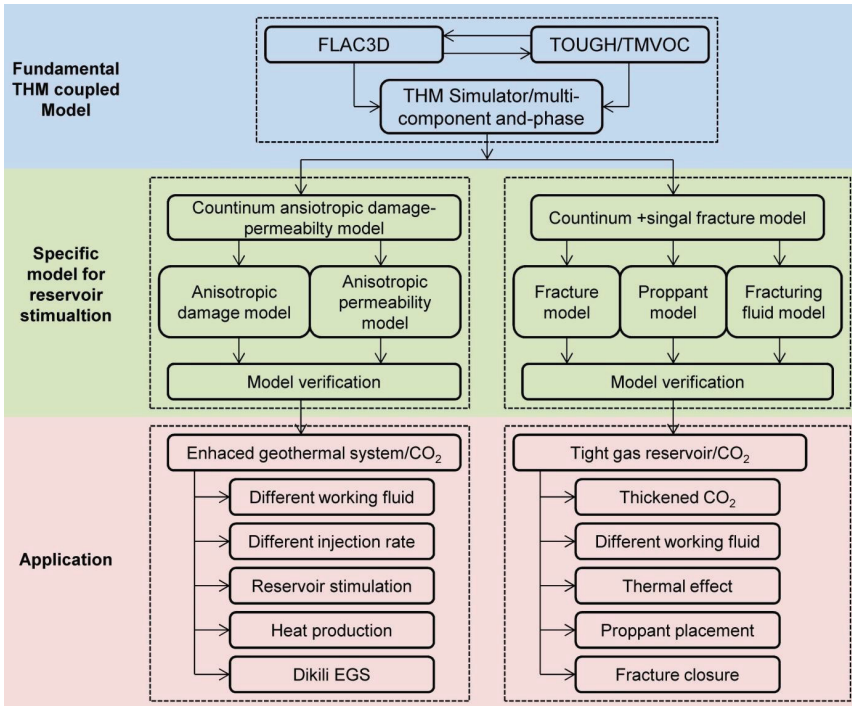 Fundamental
THM coupled
Model
FLAC3D
TOUGH/TMVOC
THM Simulator/multi-
component and-phase
Specific
model for
reservoir
stimualtion
Countinum ansiotropic damage-
permeabilty model
Anisotropic
damage model
Anisotropic
permeability
model
Model verification
Countinum +singal fracture model
Fracture
model
Proppant
model
Fracturing
fluid model
Model verification
Application
Enhaced geothermal system/CO₂
Different working fluid
Different injection rate
Reservoir stimulation
Heat production
Dikili EGS
Tight gas reservoir/CO₂
Thickened CO₂
Different working fluid
Thermal effect
Proppant placement
Fracture closure